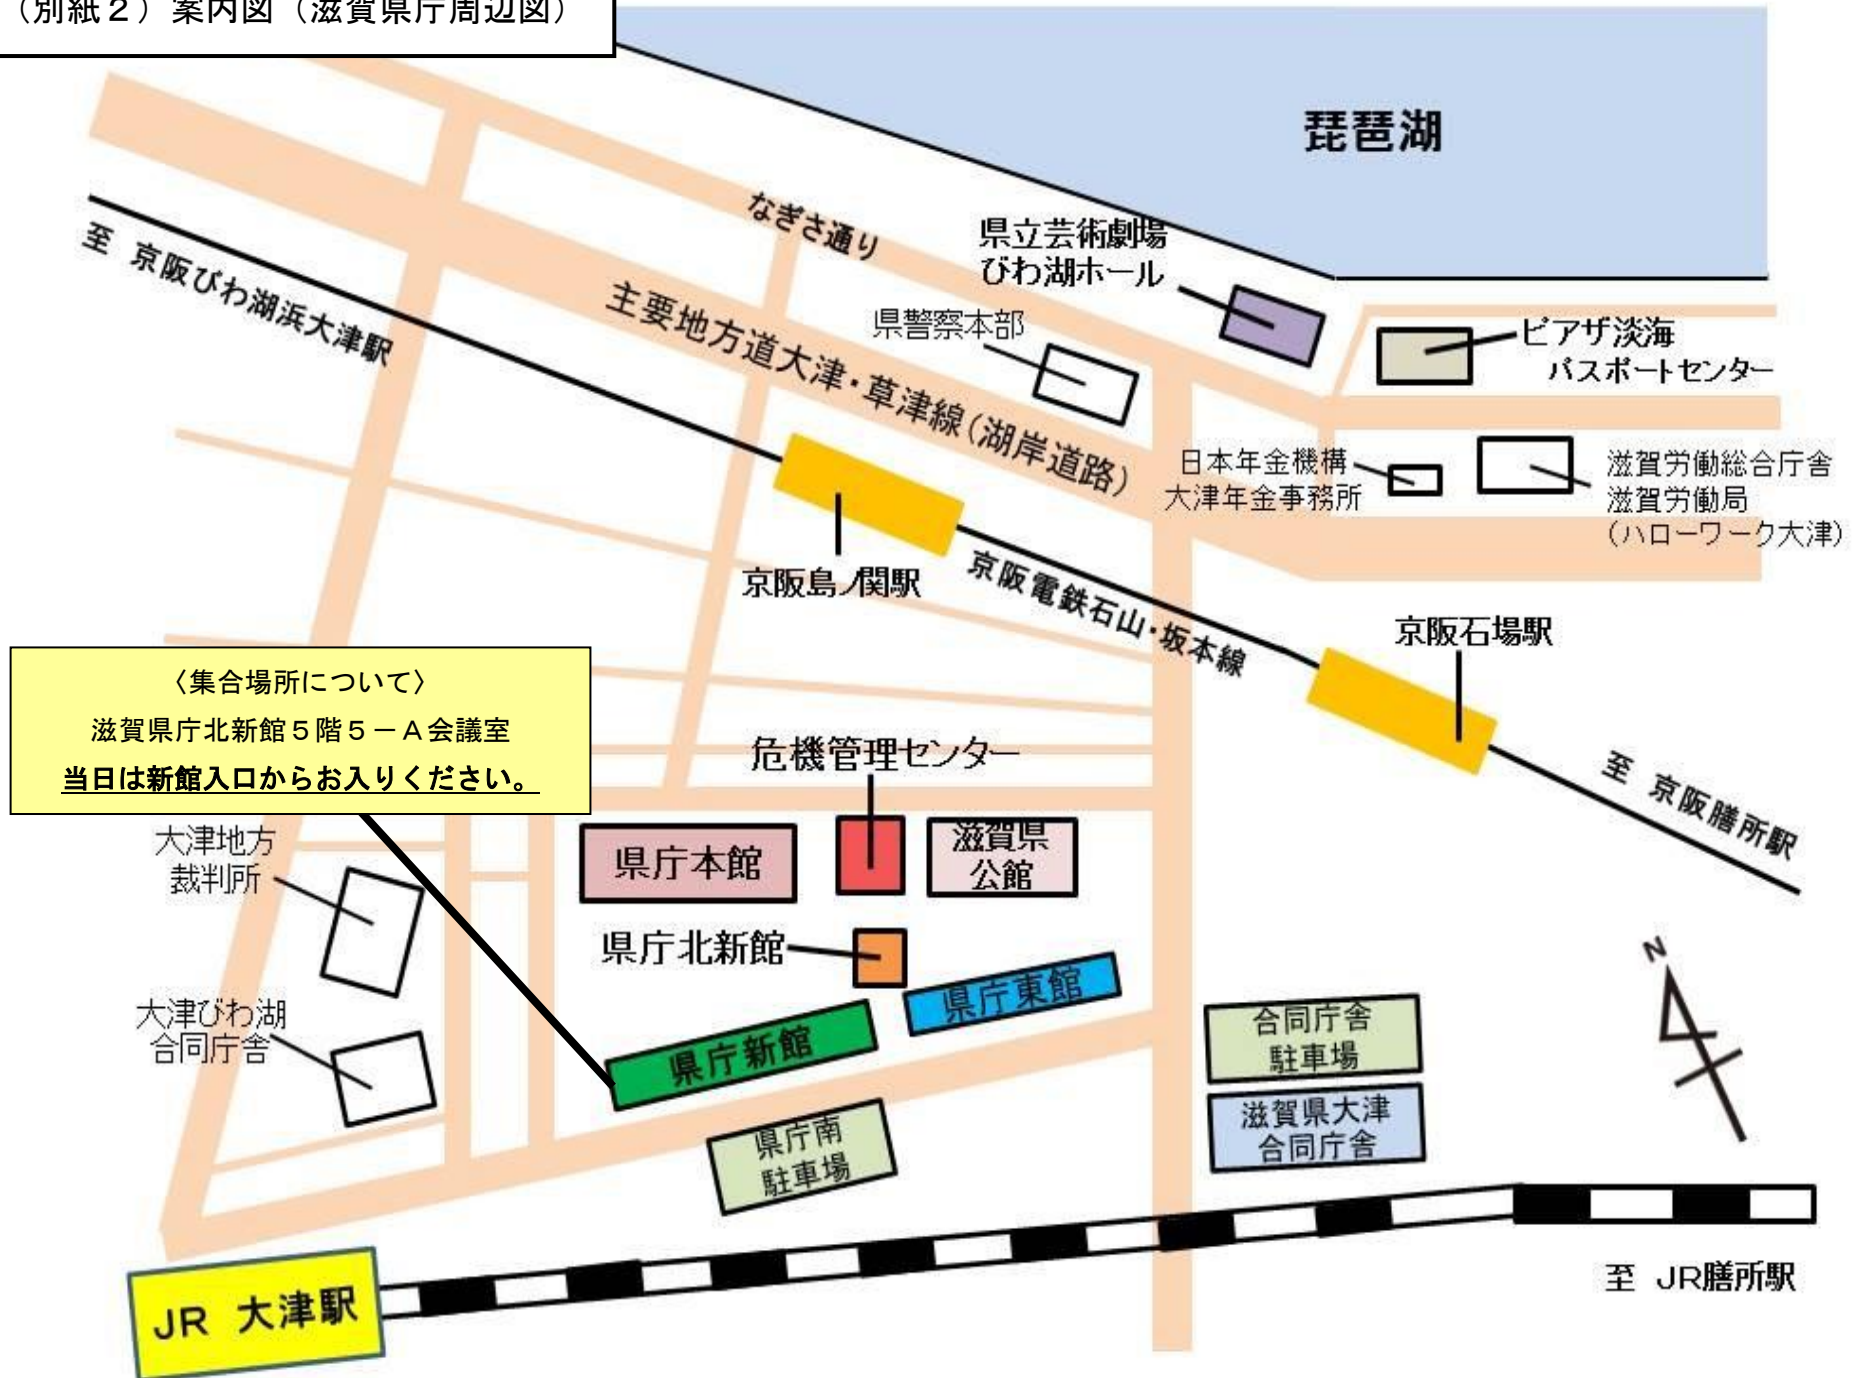 （別紙２）案内図（滋賀県庁周辺図）
琵琶湖
なぎさ通り
県立芸術劇場
びわ湖ホール
至 京阪びわ湖浜大津駅
主要地方道大津・草津線（湖岸道路）
県警察本部
ピアザ淡海
パスポートセンター
日本年金機構
大津年金事務所
滋賀労働総合庁舎
滋賀労働局
（ハローワーク大津）
京阪島ノ関駅
京阪電鉄石山・坂本線
京阪石場駅
〈集合場所について〉
滋賀県庁北新館５階５－Ａ会議室
当日は新館入口からお入りください。
危機管理センター
至 京阪膳所駅
大津地方
裁判所
県庁本館
滋賀県
公館
県庁北新館
N
県庁東館
大津びわ湖
合同庁舎
県庁新館
合同庁舎
駐車場
県庁南
駐車場
滋賀県大津
合同庁舎
至 JR膳所駅
JR 大津駅